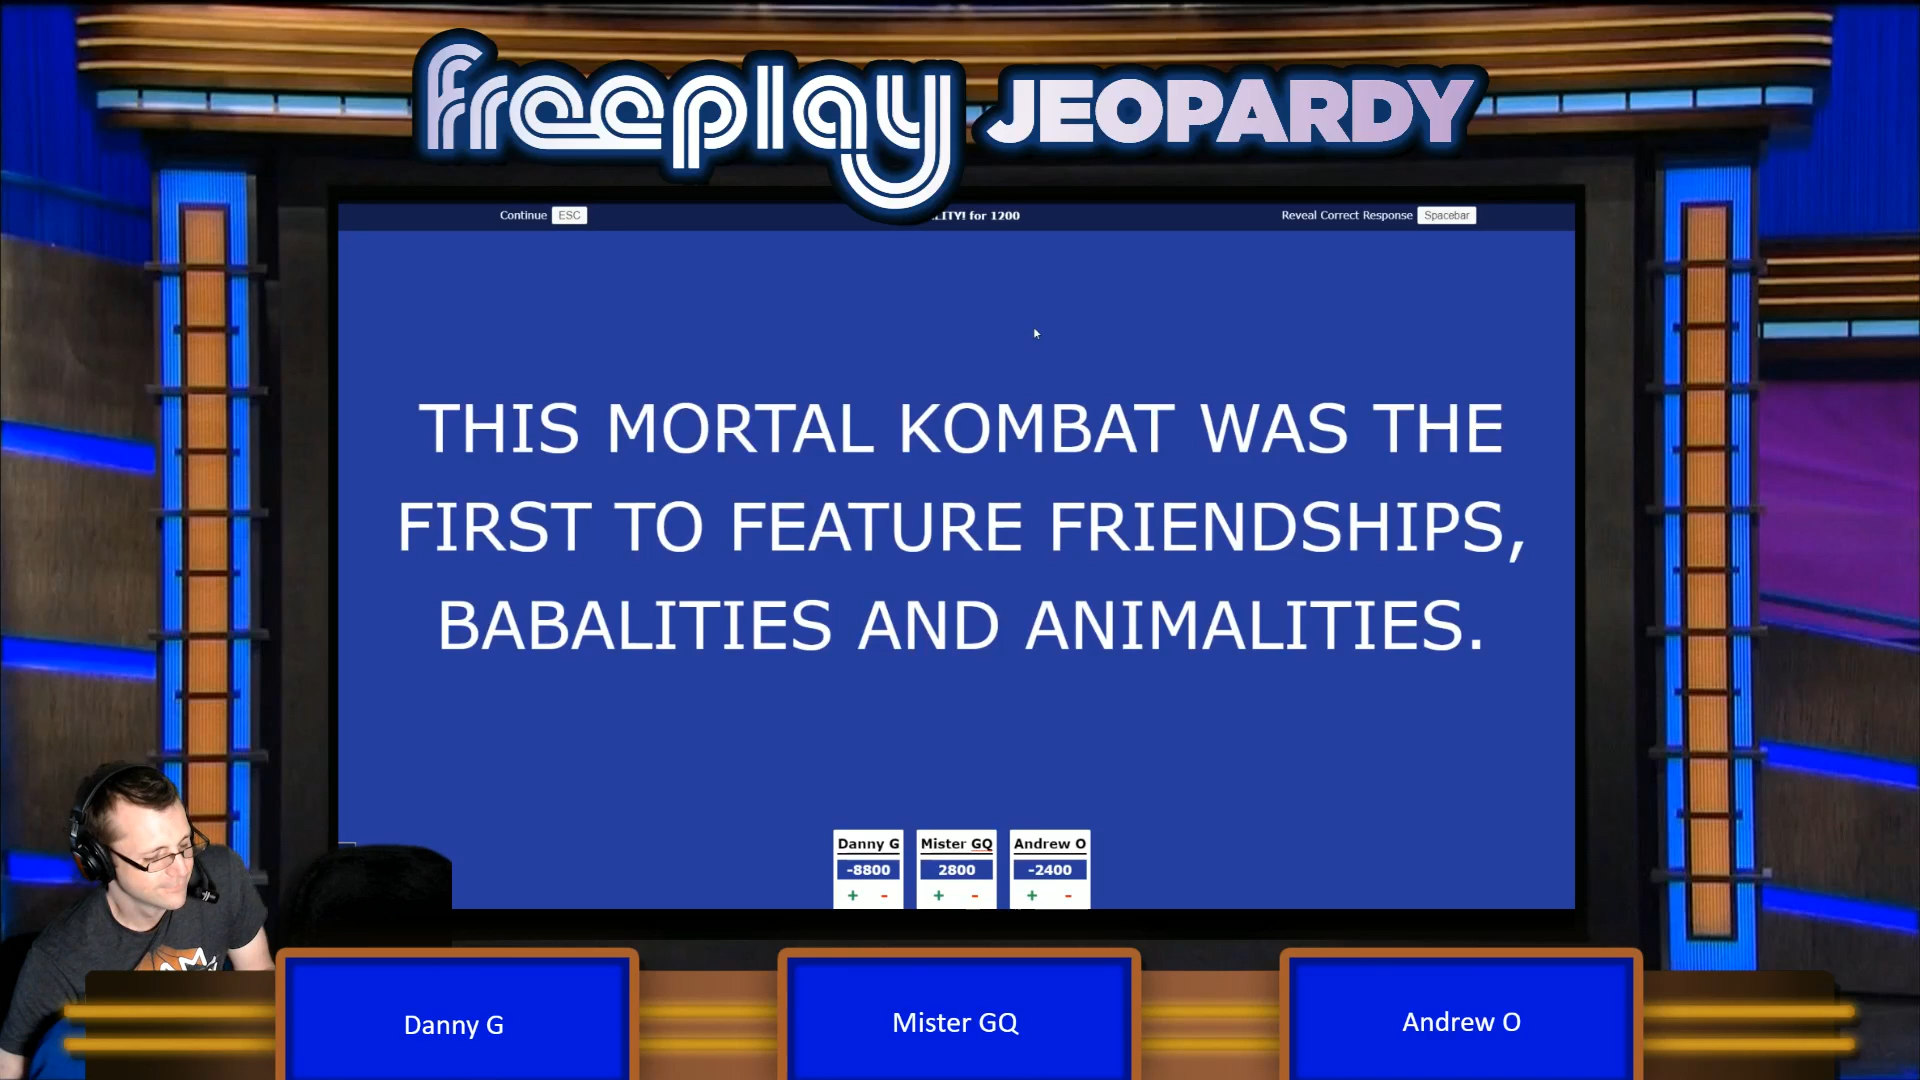 freeplay JEOPARDY
Continue ESC
LITY! for 1200
Reveal Correct Response Spacebar
THIS MORTAL KOMBAT WAS THE
FIRST TO FEATURE FRIENDSHIPS,
BABALITIES AND ANIMALITIES.
Danny G Mister GQ Andrew O
-8800 2800 -2400
+ - + - + -
Danny G Mister GQ Andrew O